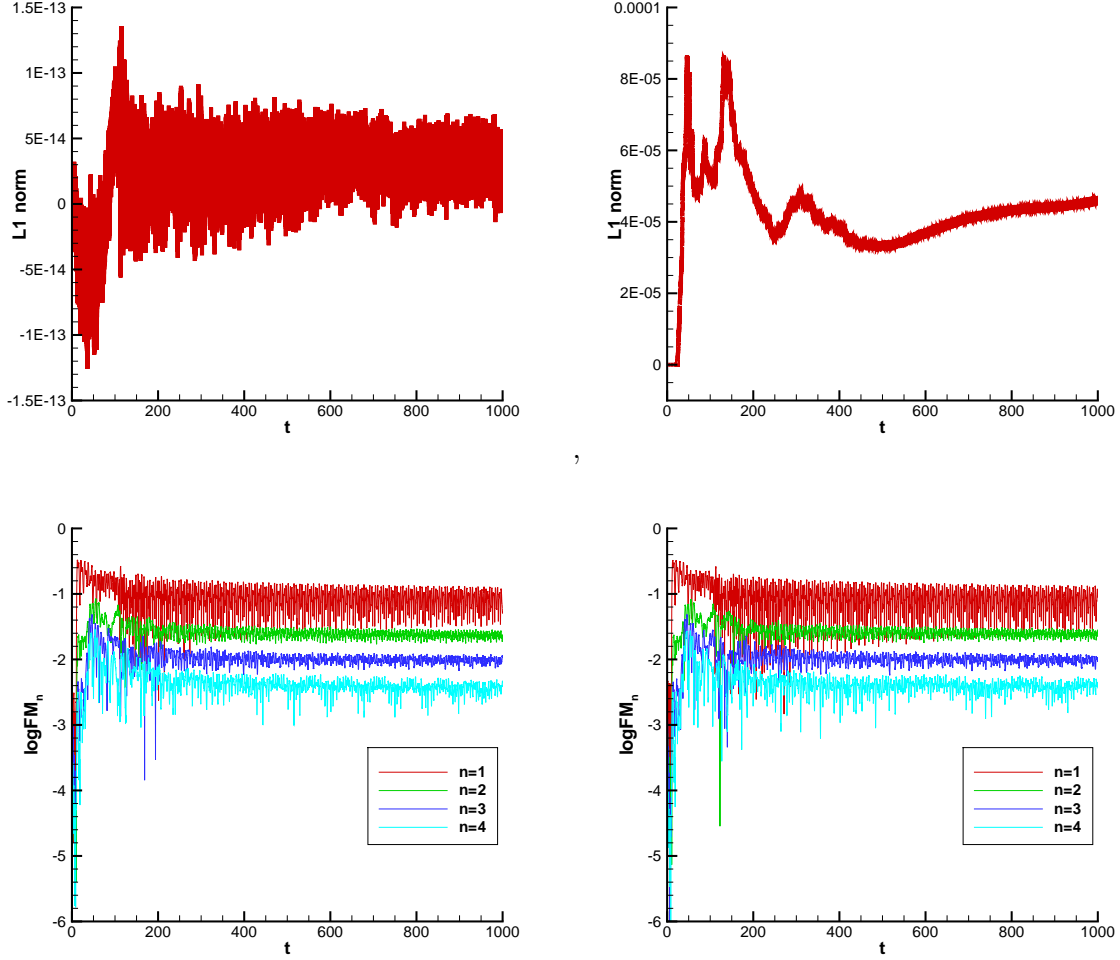 1.5E-13
1E-13
5E-14
0
-5E-14
-1E-13
-1.5E-13
L1 norm
0 200 400 600 800 1000
t
0.0001
8E-05
6E-05
4E-05
2E-05
0
L1 norm
0 200 400 600 800 1000
t
,
0
-1
-2
-3
-4
-5
-6
logFMn
n=1
n=2
n=3
n=4
0 200 400 600 800 1000
t
0
-1
-2
-3
-4
-5
-6
logFMn
n=1
n=2
n=3
n=4
0 200 400 600 800 1000
t